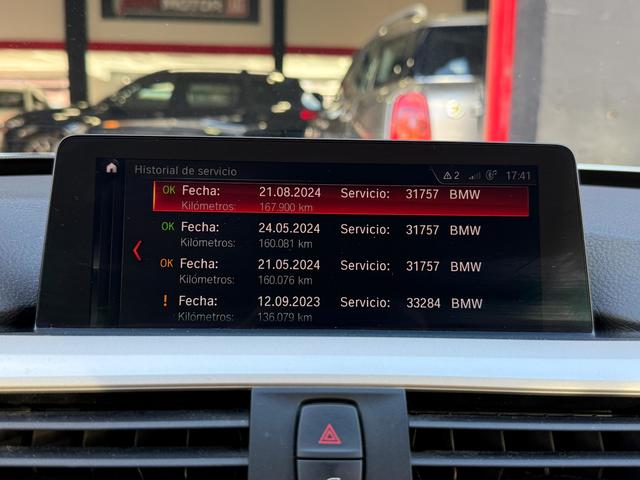 MOTOR
Historial de servicio 2 17:41
OK Fecha: 21.08.2024 Servicio: 31757 BMW
Kilómetros: 167.900 km
OK Fecha: 24.05.2024 Servicio: 31757 BMW
Kilómetros: 160.081 km
OK Fecha: 21.05.2024 Servicio: 31757 BMW
Kilómetros: 160.076 km
! Fecha: 12.09.2023 Servicio: 33284 BMW
Kilómetros: 136.079 km